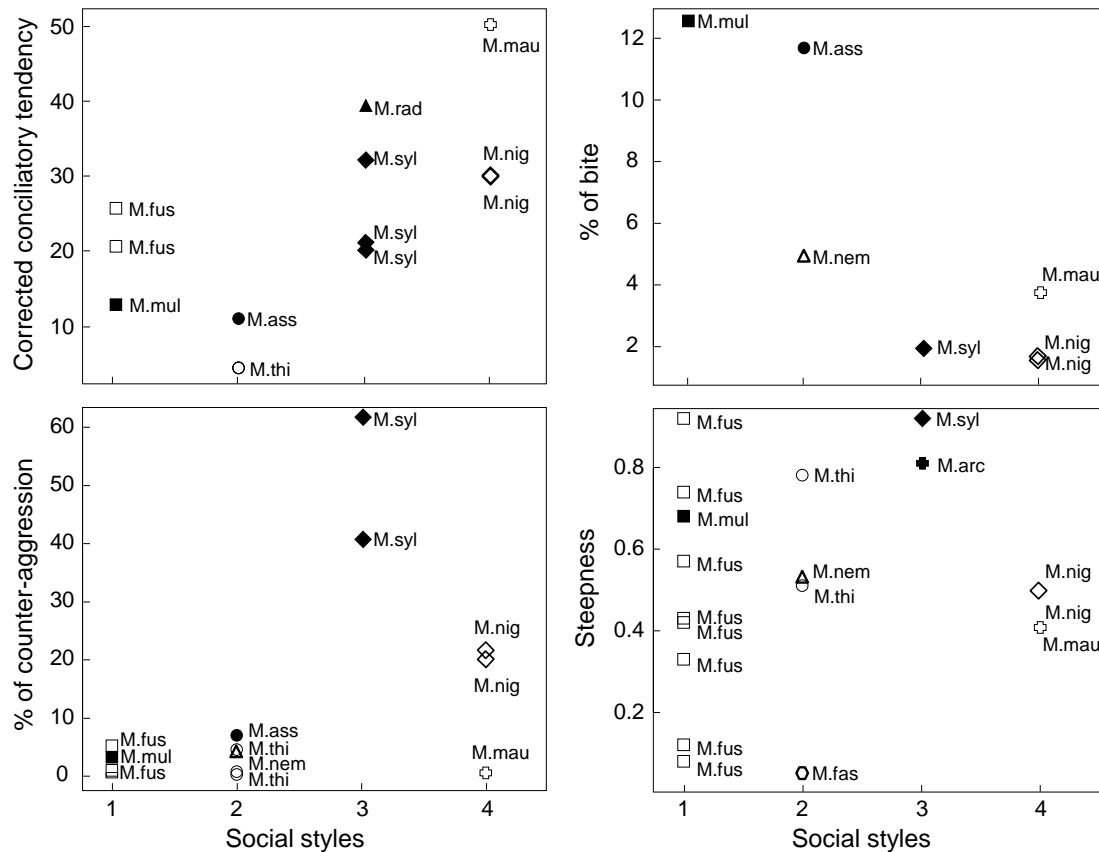 Corrected conciliatory tendency
50
40
30
20
10
M.mau
M.rad
M.syl
M.nig
M.nig
M.fus
M.fus
M.syl
M.syl
M.mul
M.ass
M.thi
% of bite
12
10
8
6
4
2
M.mul
M.ass
M.nem
M.mau
M.syl
M.nig
M.nig
% of counter-aggression
60
50
40
30
20
10
0
M.syl
M.syl
M.nig
M.nig
M.fus
M.mul
M.fus
M.ass
M.thi
M.nem
M.thi
M.mau
1 2 3 4
Social styles
Steepness
0.8
0.6
0.4
0.2
M.fus
M.syl
M.arc
M.thi
M.fus
M.mul
M.fus
M.nem
M.thi
M.nig
M.nig
M.mau
M.fus
M.fus
M.fus
M.fus
M.fus
M.fas
1 2 3 4
Social styles